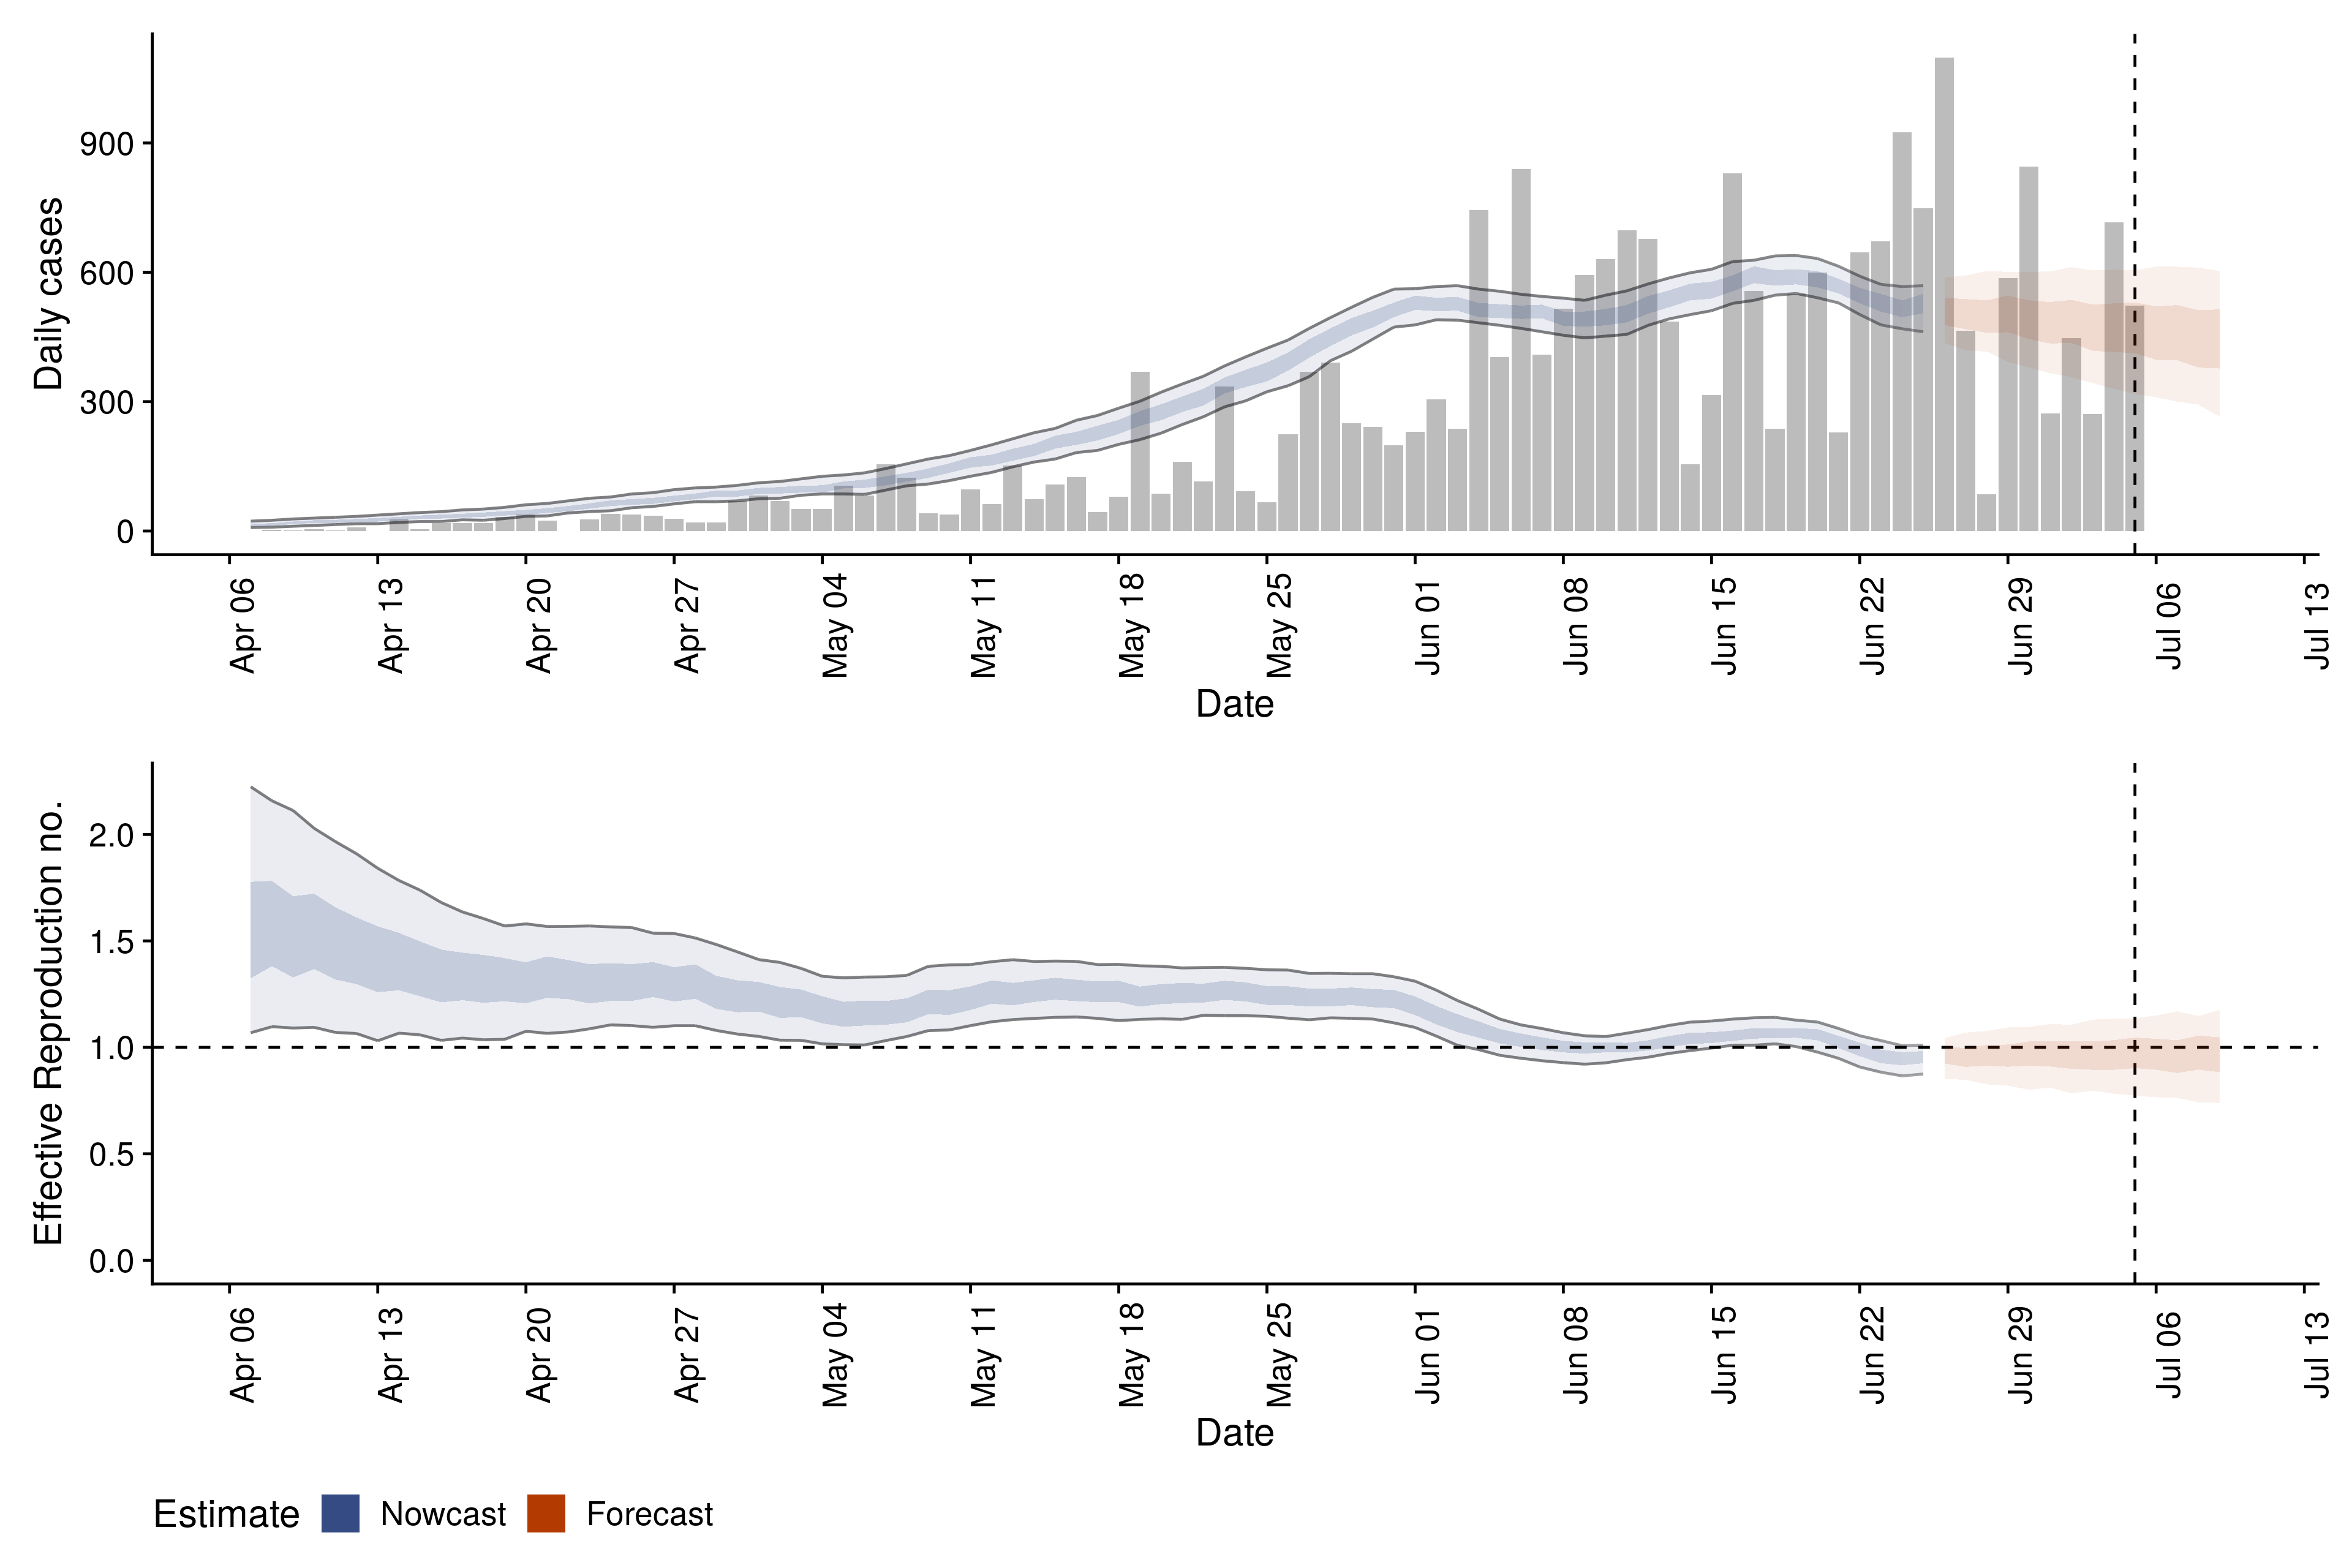 Daily cases
900
600
300
0
Apr 06
Apr 13
Apr 20
Apr 27
May 04
May 11
May 18
May 25
Jun 01
Jun 08
Jun 15
Jun 22
Jun 29
Jul 06
Jul 13
Date
Effective Reproduction no.
2.0
1.5
1.0
0.5
0.0
Apr 06
Apr 13
Apr 20
Apr 27
May 04
May 11
May 18
May 25
Jun 01
Jun 08
Jun 15
Jun 22
Jun 29
Jul 06
Jul 13
Date
Estimate Nowcast Forecast